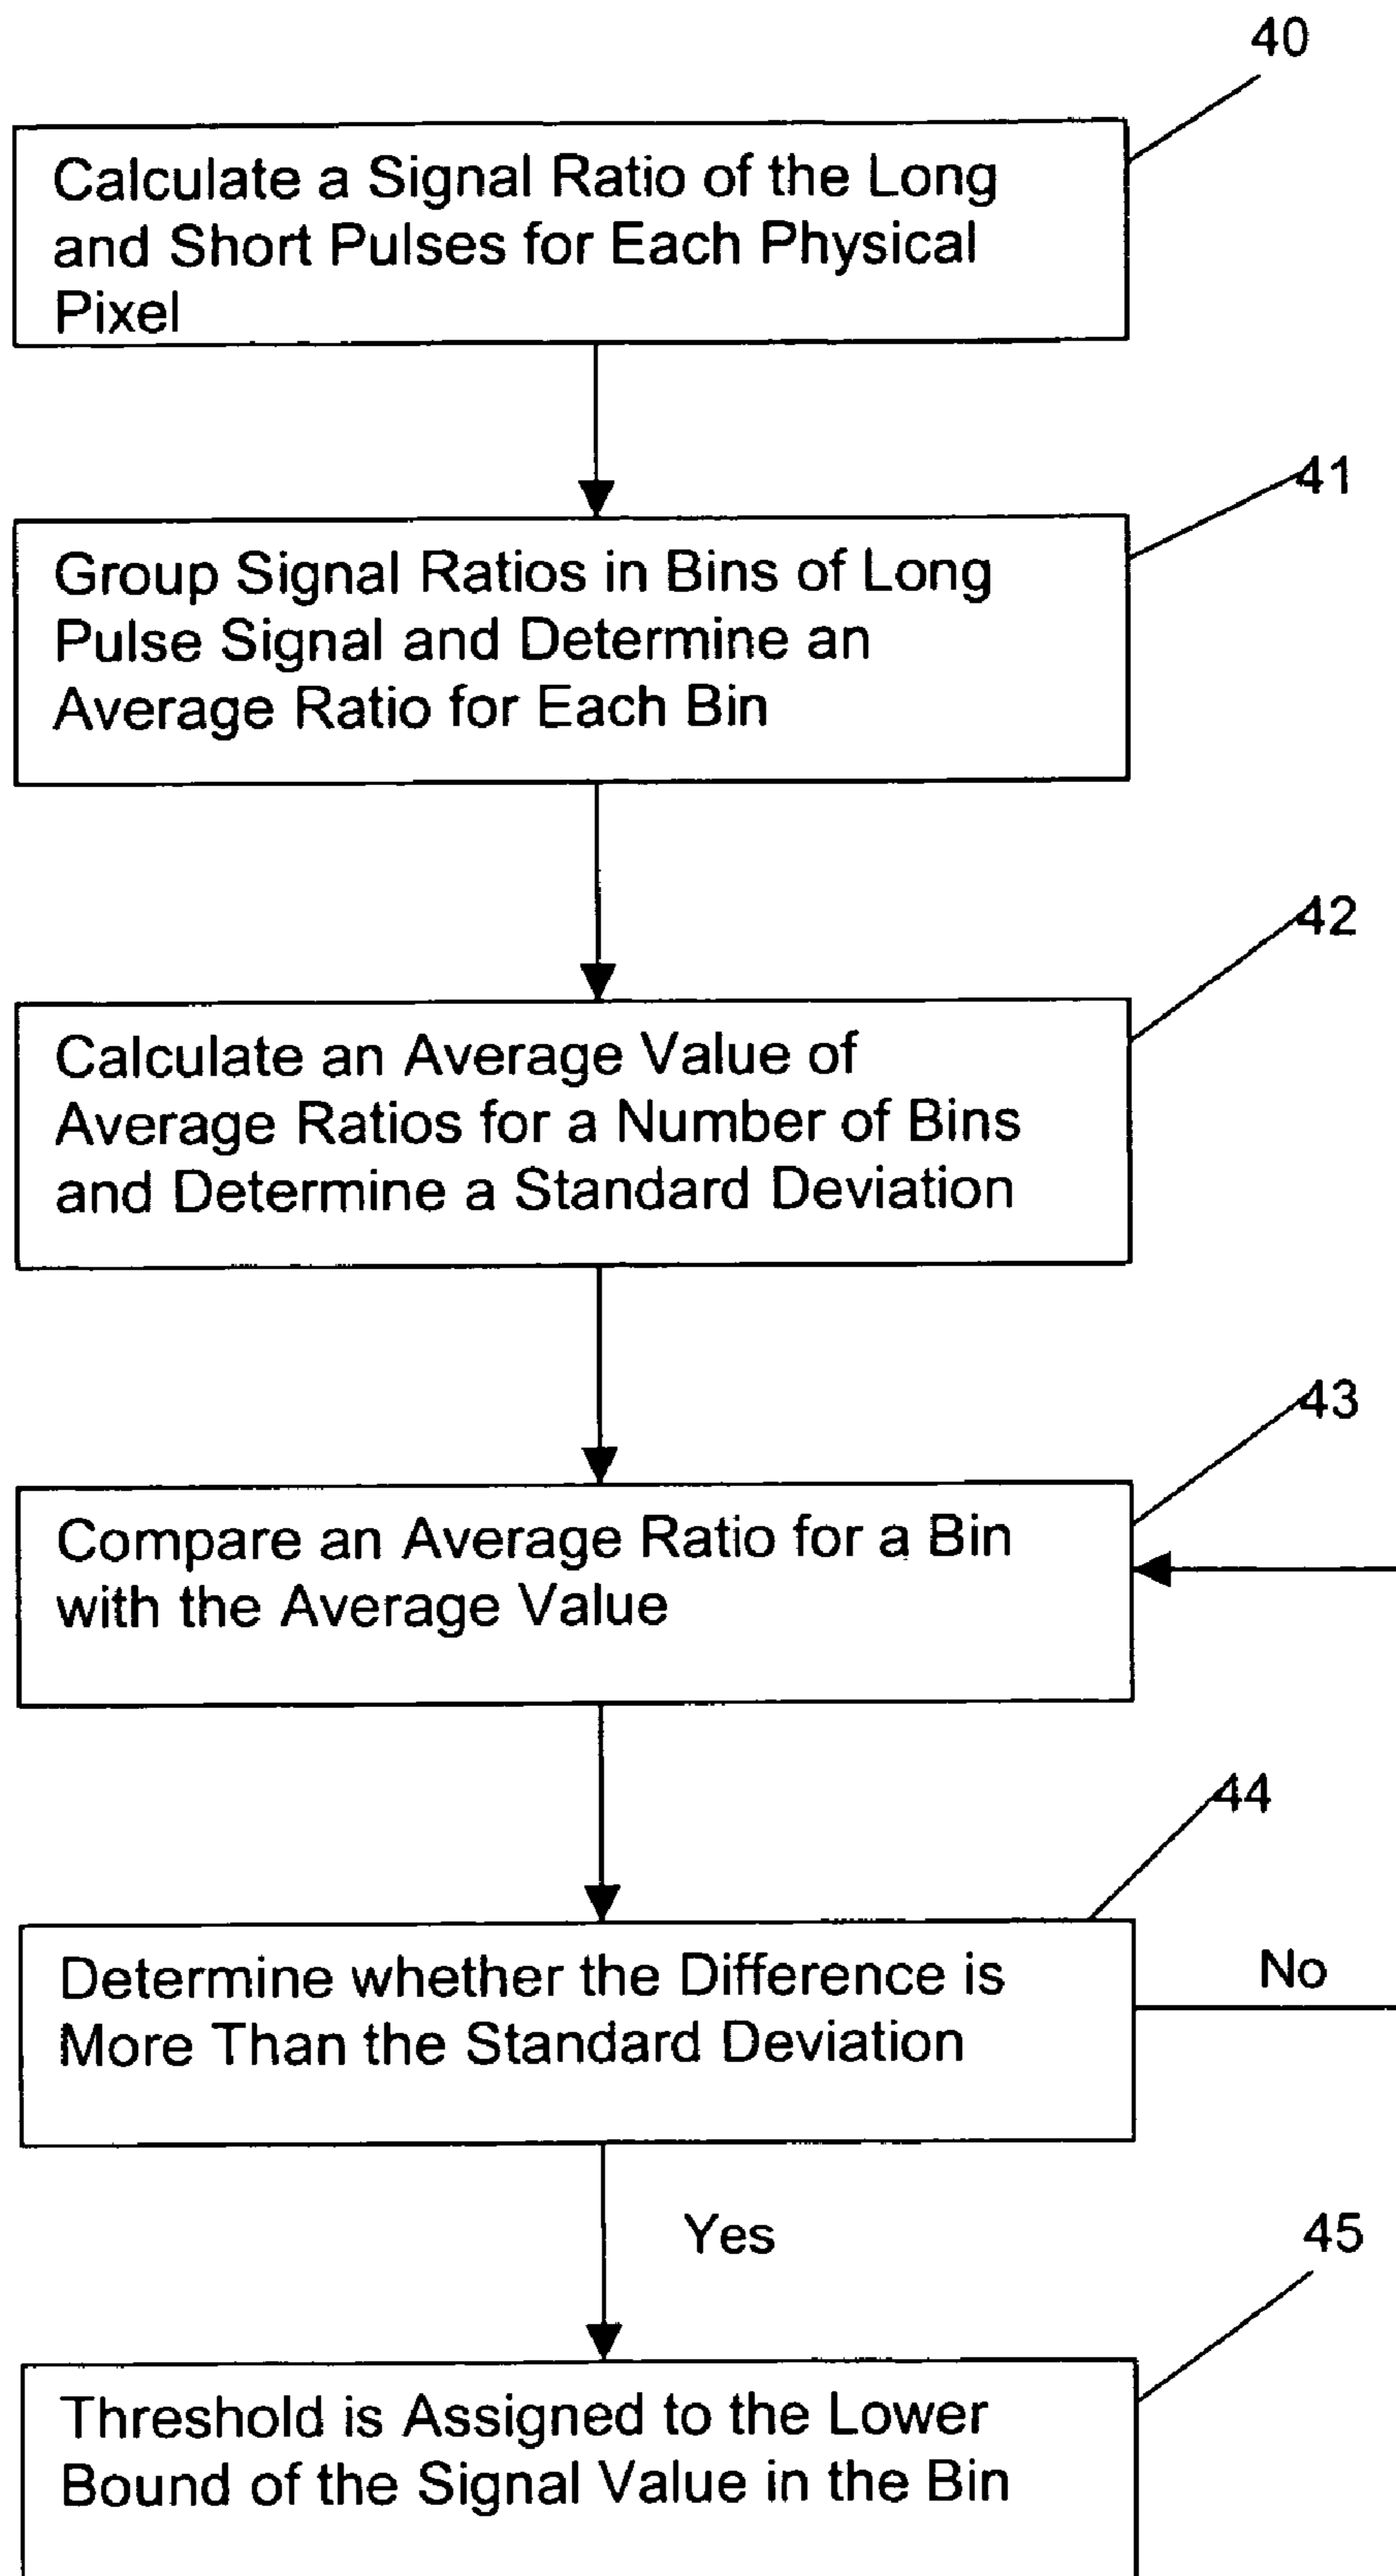 40
Calculate a Signal Ratio of the Long
and Short Pulses for Each Physical
Pixel
41
Group Signal Ratios in Bins of Long
Pulse Signal and Determine an
Average Ratio for Each Bin
42
Calculate an Average Value of
Average Ratios for a Number of Bins
and Determine a Standard Deviation
43
Compare an Average Ratio for a Bin
with the Average Value
44
Determine whether the Difference is
More Than the Standard Deviation
No
Yes
45
Threshold is Assigned to the Lower
Bound of the Signal Value in the Bin